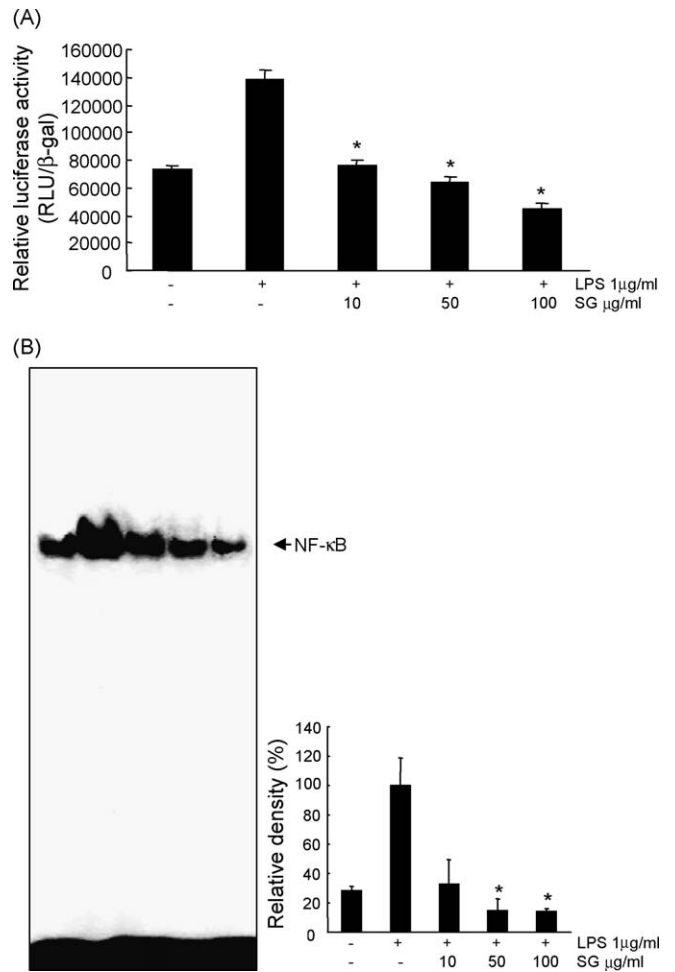 (A)
Relative luciferase activity
(RLU/β-gal)
160000
140000
120000
100000
80000
60000
40000
20000
0
* * *
- + + + + LPS 1μg/ml
- - 10 50 100 SG μg/ml
(B)
NF-κB
Relative density (%)
140
120
100
80
60
40
20
0
* *
- + + + + LPS 1μg/ml
- - 10 50 100 SG μg/ml